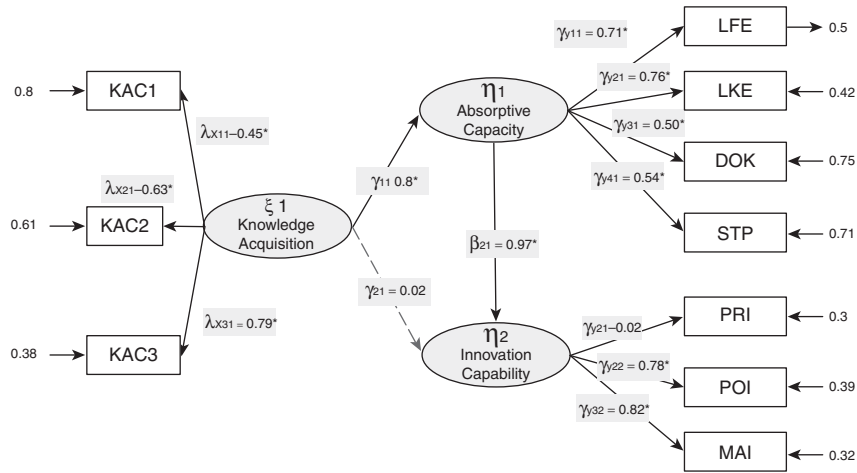 γy11 = 0.71*
LFE
0.5
η1
Absorptive
Capacity
γy21 = 0.76*
LKE
0.42
0.8
KAC1
λX11–0.45*
γy31 = 0.50*
DOK
0.75
γ11 0.8*
γy41 = 0.54*
λX21–0.63*
ξ 1
Knowledge
Acquisition
0.61
KAC2
STP
0.71
β21 = 0.97*
γ21 = 0.02
λX31 = 0.79*
0.38
KAC3
η2
Innovation
Capability
γy21–0.02
PRI
0.3
γy22 = 0.78*
POI
0.39
γy32 = 0.82*
MAI
0.32